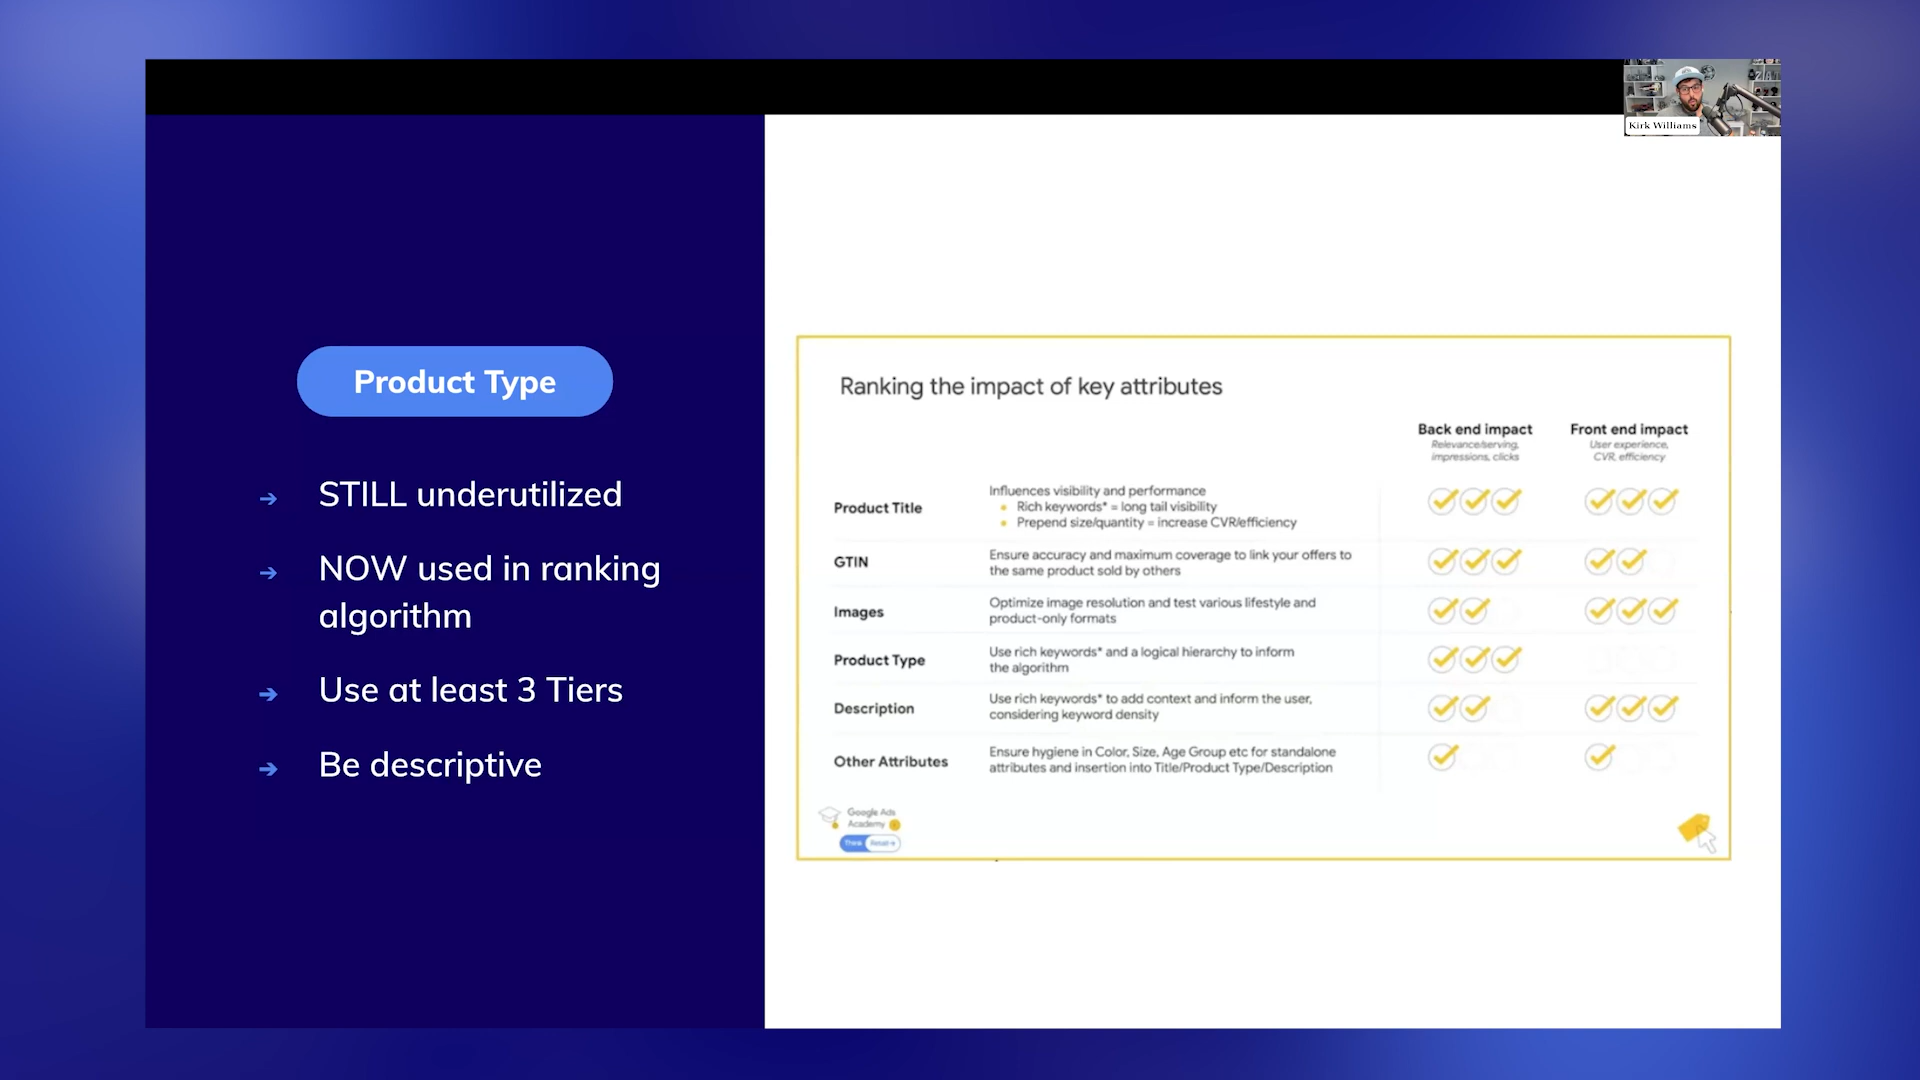 Kirk Williams
Product Type
STILL underutilized
NOW used in ranking
algorithm
Use at least 3 Tiers
Be descriptive
Ranking the impact of key attributes
Back end impact
Relevance/serving,
impressions, clicks
Front end impact
User experience,
CVR, efficiency
Product Title
Influences visibility and performance
Rich keywords* = long tail visibility
Prepend size/quantity = increase CVR/efficiency
GTIN
Ensure accuracy and maximum coverage to link your offers to
the same product sold by others
Images
Optimize image resolution and test various lifestyle and
product-only formats
Product Type
Use rich keywords* and a logical hierarchy to inform
the algorithm
Description
Use rich keywords* to add context and inform the user,
considering keyword density
Other Attributes
Ensure hygiene in Color, Size, Age Group etc for standalone
attributes and insertion into Title/Product Type/Description
Google Ads
Academy
Think Retail